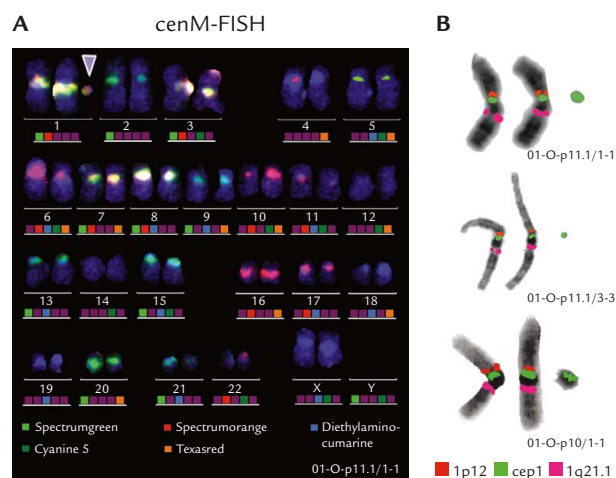 A cenM-FISH
1 2 3 4 5
6 7 8 9 10 11 12
13 14 15 16 17 18
19 20 21 22 X Y
Spectrumgreen Spectrumorange Diethylamino-
cumarine
Cyanine 5 Texasred
01-O-p11.1/1-1
B
01-O-p11.1/1-1
01-O-p11.1/3-3
01-O-p10/1-1
1p12 cep1 1q21.1